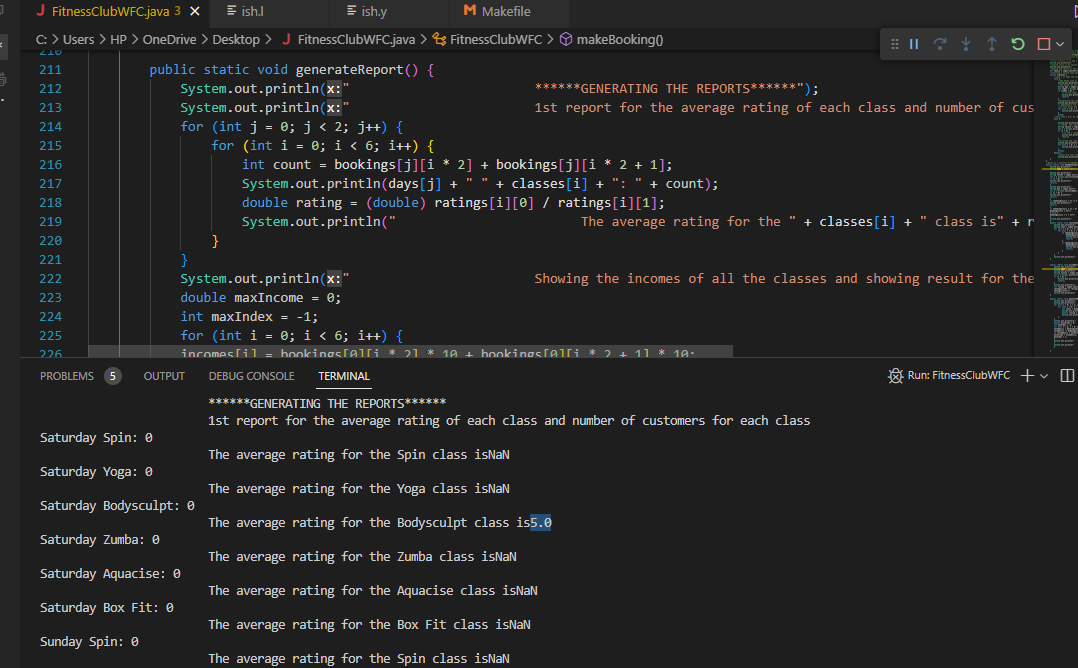 FitnessClubWFC.java 3 ish.l ish.y Makefile
C: > Users > HP > OneDrive > Desktop > FitnessClubWFC.java > FitnessClubWFC > makeBooking()
210
211 public static void generateReport() {
212 System.out.println(x:" ******GENERATING THE REPORTS******");
213 System.out.println(x:" 1st report for the average rating of each class and number of cus
214 for (int j = 0; j < 2; j++) {
215 for (int i = 0; i < 6; i++) {
216 int count = bookings[j][i * 2] + bookings[j][i * 2 + 1];
217 System.out.println(days[j] + " " + classes[i] + ": " + count);
218 double rating = (double) ratings[i][0] / ratings[i][1];
219 System.out.println(" The average rating for the " + classes[i] + " class is" + r
220 }
221 }
222 System.out.println(x:" Showing the incomes of all the classes and showing result for the
223 double maxIncome = 0;
224 int maxIndex = -1;
225 for (int i = 0; i < 6; i++) {
226 incomes[i] = bookings[0][i * 2] * 10 + bookings[0][i * 2 + 1] * 10;
PROBLEMS 5 OUTPUT DEBUG CONSOLE TERMINAL Run: FitnessClubWFC
******GENERATING THE REPORTS******
1st report for the average rating of each class and number of customers for each class
Saturday Spin: 0
The average rating for the Spin class isNaN
Saturday Yoga: 0
The average rating for the Yoga class isNaN
Saturday Bodysculpt: 0
The average rating for the Bodysculpt class is5.0
Saturday Zumba: 0
The average rating for the Zumba class isNaN
Saturday Aquacise: 0
The average rating for the Aquacise class isNaN
Saturday Box Fit: 0
The average rating for the Box Fit class isNaN
Sunday Spin: 0
The average rating for the Spin class isNaN